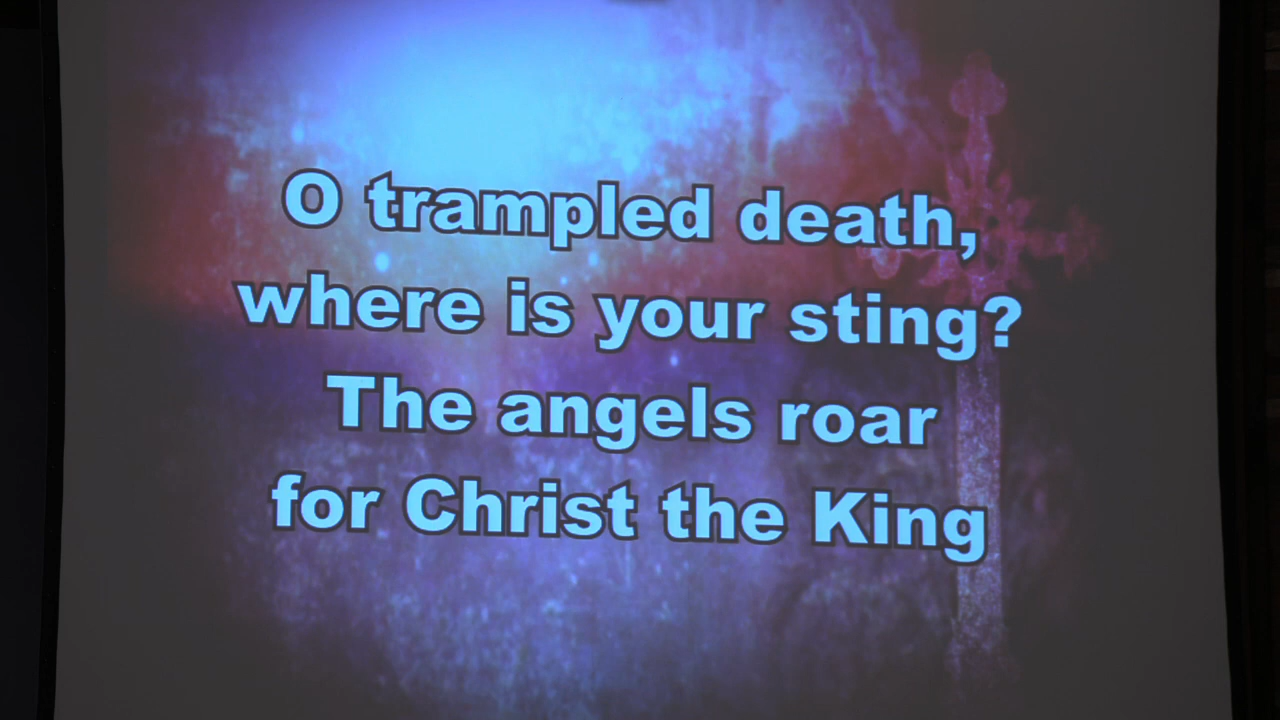 O trampled death,
where is your sting?
The angels roar
for Christ the King